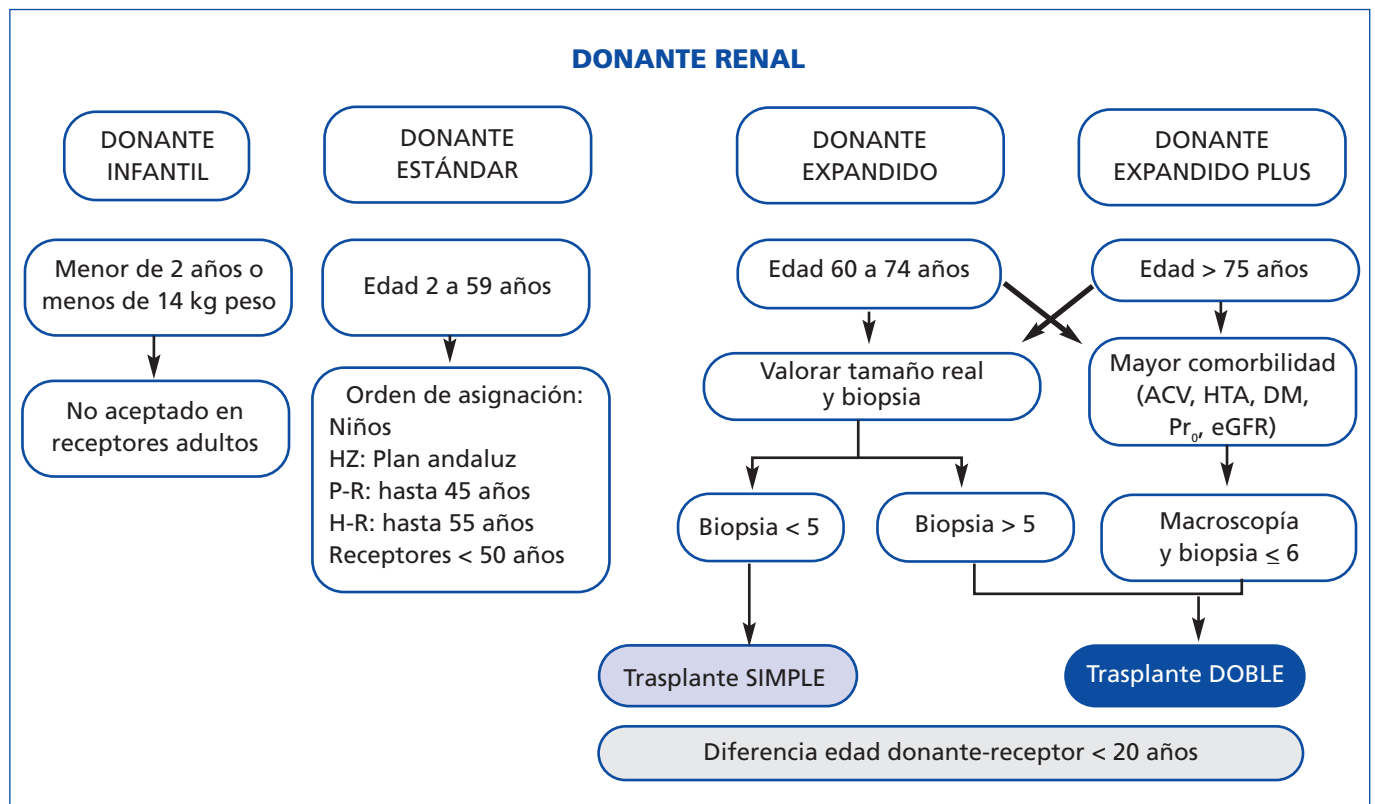 DONANTE RENAL
DONANTE
INFANTIL
DONANTE
ESTÁNDAR
DONANTE
EXPANDIDO
DONANTE
EXPANDIDO PLUS
Menor de 2 años o
menos de 14 kg peso
Edad 2 a 59 años
Edad 60 a 74 años
Edad > 75 años
No aceptado en
receptores adultos
Orden de asignación:
Niños
HZ: Plan andaluz
P-R: hasta 45 años
H-R: hasta 55 años
Receptores < 50 años
Valorar tamaño real
y biopsia
Mayor comorbilidad
(ACV, HTA, DM,
Pr₀, eGFR)
Biopsia < 5
Biopsia > 5
Macroscopía
y biopsia ≤ 6
Trasplante SIMPLE
Trasplante DOBLE
Diferencia edad donante-receptor < 20 años